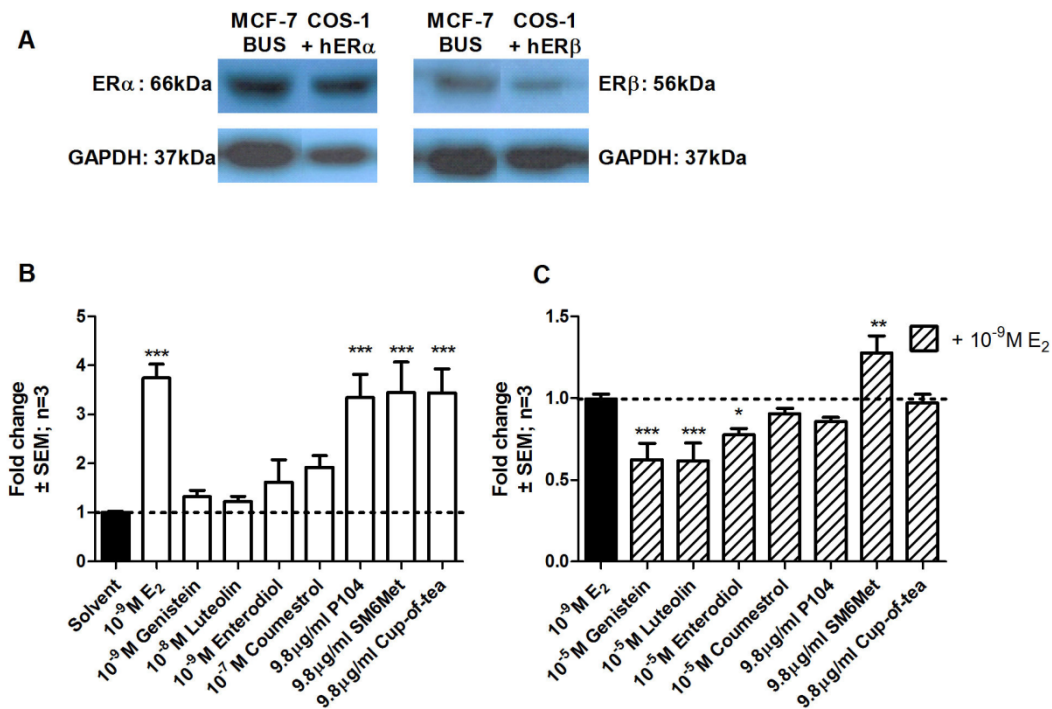 A
MCF-7 BUS
COS-1 + hERα
MCF-7 BUS
COS-1 + hERβ
ERα: 66kDa
ERβ: 56kDa
GAPDH: 37kDa
GAPDH: 37kDa
B
Fold change
± SEM; n=3
5
4
3
2
1
0
***
***
***
***
Solvent
10⁻⁹M E₂
10⁻⁹M Genistein
10⁻⁸M Luteolin
10⁻⁹M Enterodiol
10⁻⁷M Coumestrol
9.8µg/ml P104
9.8µg/ml SM6Met
9.8µg/ml Cup-of-tea
C
Fold change
± SEM; n=3
1.5
1.0
0.5
0.0
***
***
*
**
+ 10⁻⁹M E₂
10⁻⁹M E₂
10⁻⁵M Genistein
10⁻⁵M Luteolin
10⁻⁵M Enterodiol
10⁻⁵M Coumestrol
9.8µg/ml P104
9.8µg/ml SM6Met
9.8µg/ml Cup-of-tea